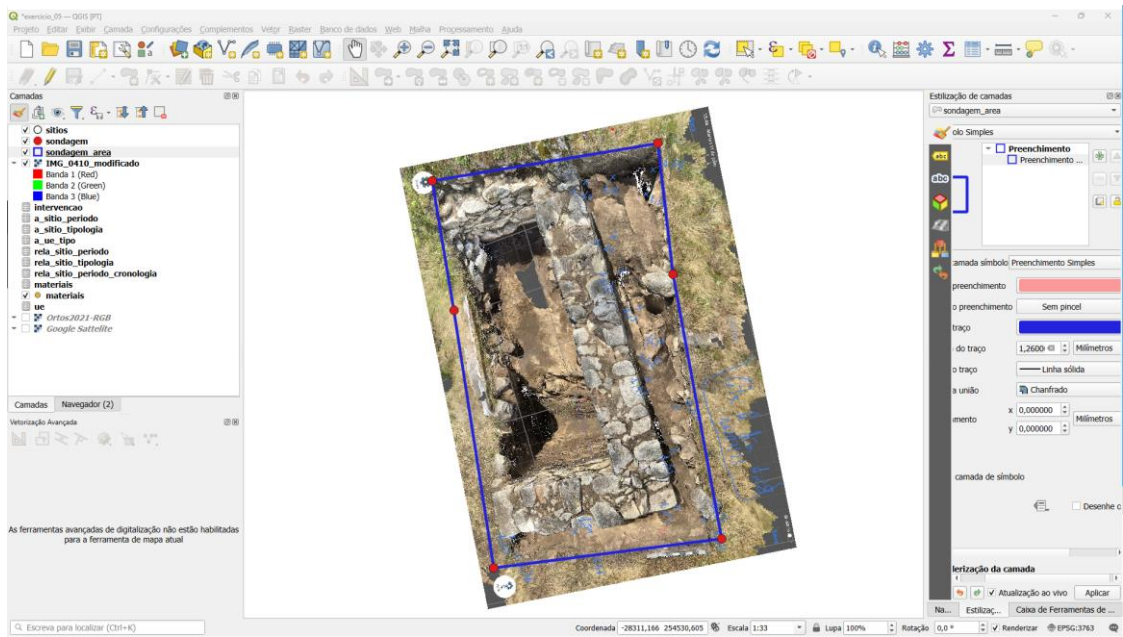 *exercicio_05 — QGIS [PT]
Projeto Editar Exibir Camada Configurações Complementos Vetor Raster Banco de dados Web Malha Processamento Ajuda
Camadas
sitios
sondagem
sondagem_area
IMG_0410_modificado
Banda 1 (Red)
Banda 2 (Green)
Banda 3 (Blue)
intervencao
a_sitio_periodo
a_sitio_tipologia
a_ue_tipo
rela_sitio_periodo
rela_sitio_tipologia
rela_sitio_periodo_cronologia
materiais
materiais
ue
Ortos2021-RGB
Google Sattelite
Camadas Navegador (2)
Vetorização Avançada
As ferramentas avançadas de digitalização não estão habilitadas
para a ferramenta de mapa atual
Estilização de camadas
sondagem_area
olo Simples
abc
abc
Preenchimento
Preenchimento ...
amada símbolo Preenchimento Simples
preenchimento
o preenchimento Sem pincel
traço
do traço 1,2600 Milímetros
o traço Linha sólida
a união Chanfrado
mento x 0,000000 Milímetros
y 0,000000
camada de símbolo
Desenhe c
lerização da camada
Atualização ao vivo Aplicar
Na... Estilizaç... Caixa de Ferramentas de ...
Escreva para localizar (Ctrl+K) Coordenada -28311,166 254530,605 Escala 1:33 Lupa 100% Rotação 0,0 ° Renderizar EPSG:3763